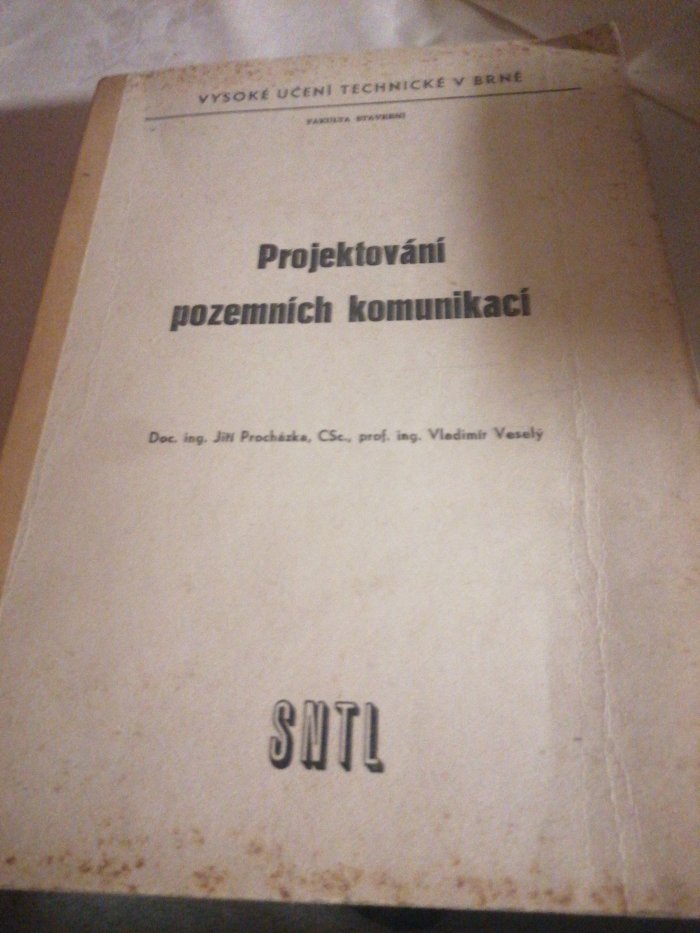 VYSOKÉ UČENÍ TECHNICKÉ V BRNĚ
FAKULTA STAVEBNÍ
Projektování
pozemních komunikací
Doc. ing. Jiří Procházka, CSc., prof. ing. Vladimír Veselý
SNTL